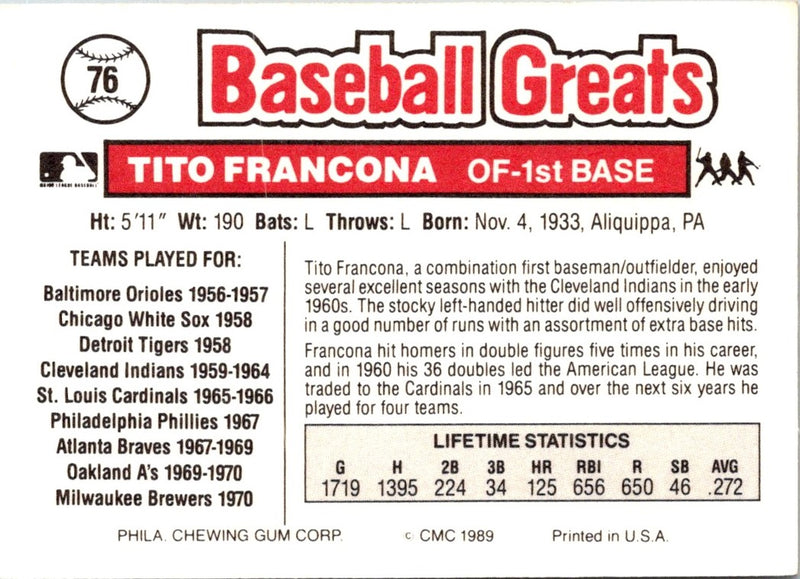 76
Baseball Greats
MAJOR LEAGUE BASEBALL
TITO FRANCONA OF-1st BASE
Ht: 5'11" Wt: 190 Bats: L Throws: L Born: Nov. 4, 1933, Aliquippa, PA
TEAMS PLAYED FOR:
Baltimore Orioles 1956-1957
Chicago White Sox 1958
Detroit Tigers 1958
Cleveland Indians 1959-1964
St. Louis Cardinals 1965-1966
Philadelphia Phillies 1967
Atlanta Braves 1967-1969
Oakland A's 1969-1970
Milwaukee Brewers 1970
Tito Francona, a combination first baseman/outfielder, enjoyed
several excellent seasons with the Cleveland Indians in the early
1960s. The stocky left-handed hitter did well offensively driving
in a good number of runs with an assortment of extra base hits.
Francona hit homers in double figures five times in his career,
and in 1960 his 36 doubles led the American League. He was
traded to the Cardinals in 1965 and over the next six years he
played for four teams.
LIFETIME STATISTICS
G H 2B 3B HR RBI R SB AVG
1719 1395 224 34 125 656 650 46 .272
PHILA. CHEWING GUM CORP. © CMC 1989 Printed in U.S.A.